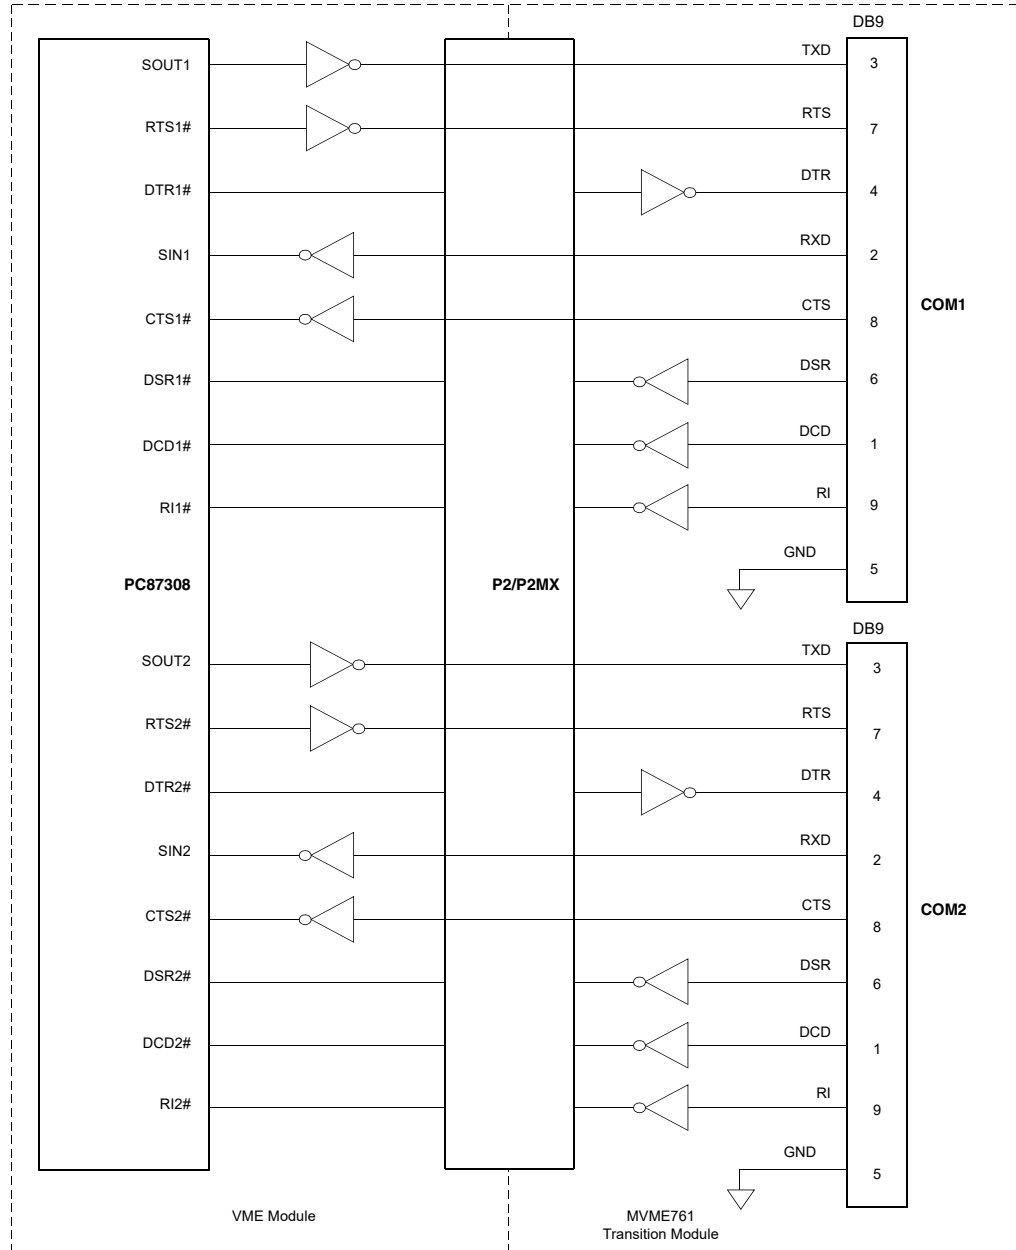 DB9
SOUT1
TXD
3
RTS1#
RTS
7
DTR1#
DTR
4
SIN1
RXD
2
CTS1#
CTS
8
COM1
DSR1#
DSR
6
DCD1#
DCD
1
RI1#
RI
9
GND
5
PC87308
P2/P2MX
DB9
SOUT2
TXD
3
RTS2#
RTS
7
DTR2#
DTR
4
SIN2
RXD
2
CTS2#
CTS
8
COM2
DSR2#
DSR
6
DCD2#
DCD
1
RI2#
RI
9
GND
5
VME Module
MVME761
Transition Module